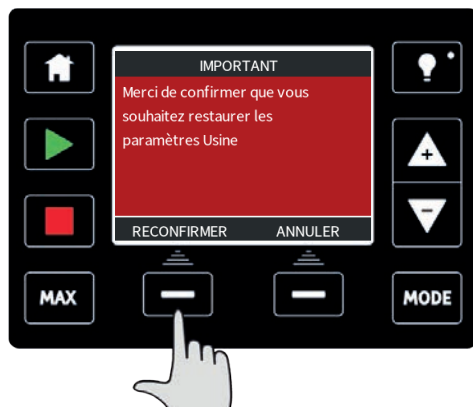 IMPORTANT
Merci de confirmer que vous
souhaitez restaurer les
paramètres Usine
RECONFIRMER ANNULER
MAX
MODE